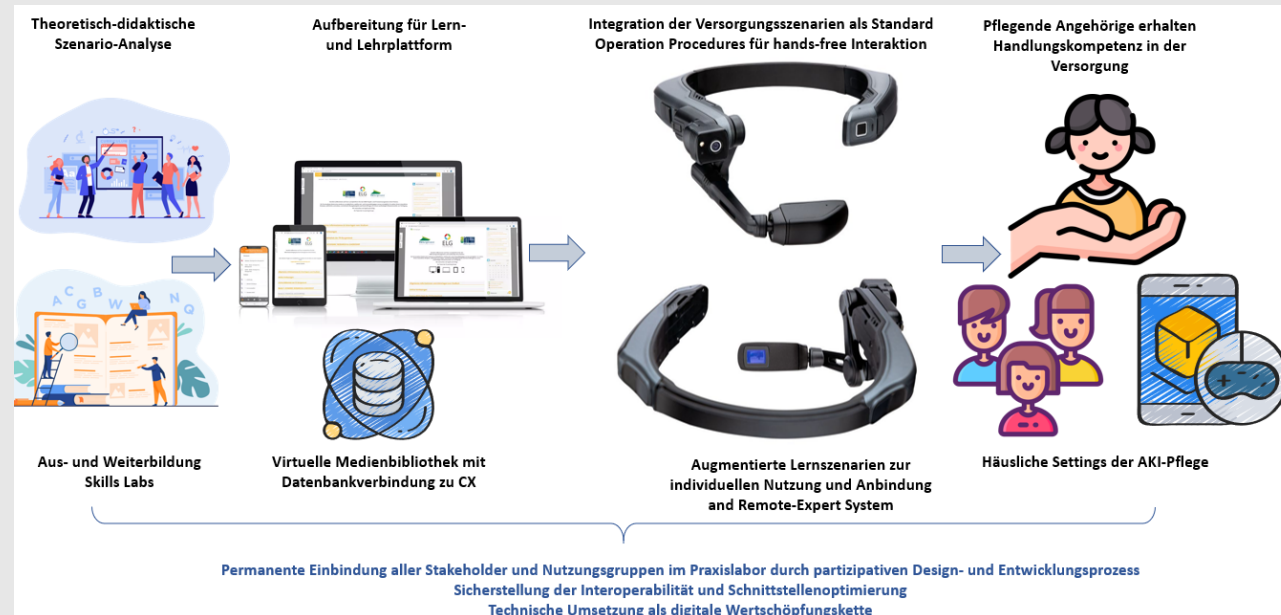 Theoretisch-didaktische
Szenario-Analyse
Aufbereitung für Lern-
und Lehrplattform
Integration der Versorgungsszenarien als Standard
Operation Procedures für hands-free Interaktion
Pflegende Angehörige erhalten
Handlungskompetenz in der
Versorgung
ELG
ELG
A C G B W N Q
Aus- und Weiterbildung
Skills Labs
Virtuelle Medienbibliothek mit
Datenbankverbindung zu CX
Augmentierte Lernszenarien zur
individuellen Nutzung und Anbindung
and Remote-Expert System
Häusliche Settings der AKI-Pflege
Permanente Einbindung aller Stakeholder und Nutzungsgruppen im Praxislabor durch partizipativen Design- und Entwicklungsprozess
Sicherstellung der Interoperabilität und Schnittstellenoptimierung
Technische Umsetzung als digitale Wertschöpfungskette